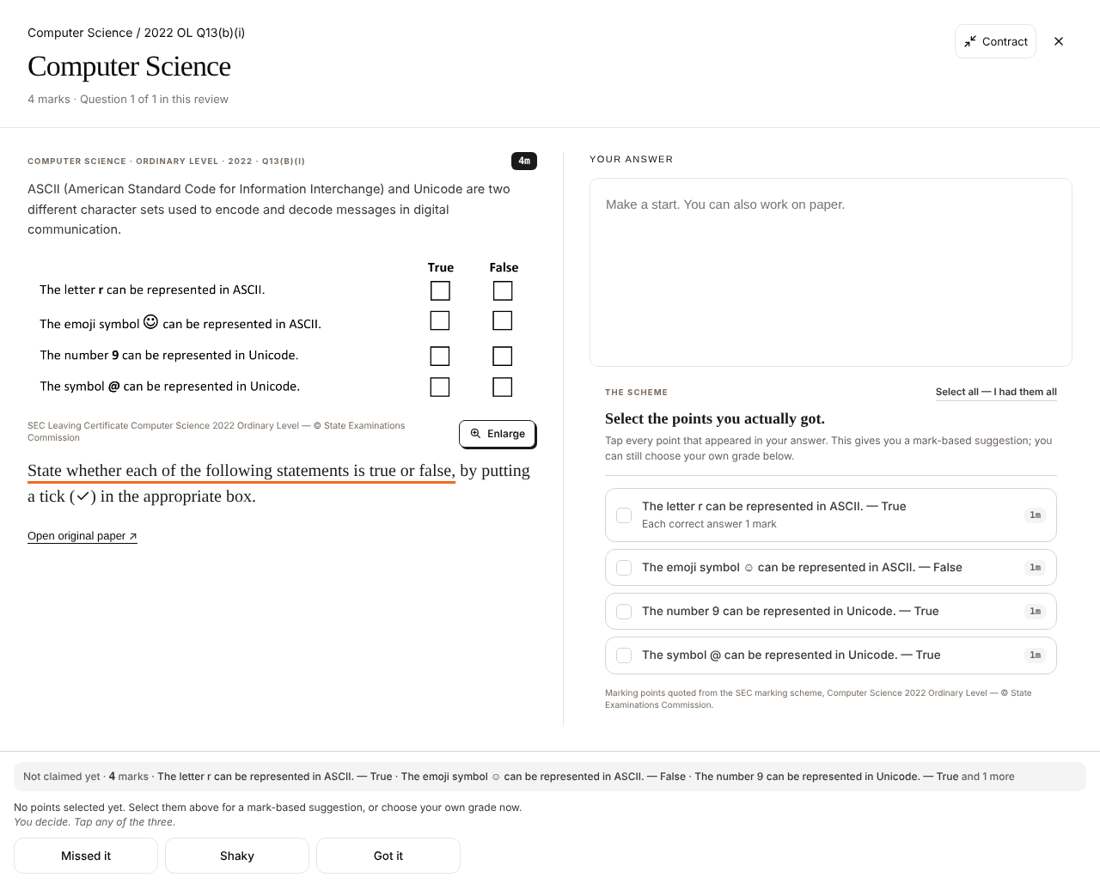 Computer Science / 2022 OL Q13(b)(i)
Computer Science
4 marks · Question 1 of 1 in this review
Contract
COMPUTER SCIENCE · ORDINARY LEVEL · 2022 · Q13(B)(I)
4m
ASCII (American Standard Code for Information Interchange) and Unicode are two
different character sets used to encode and decode messages in digital
communication.
True False
The letter r can be represented in ASCII.
The emoji symbol ☺ can be represented in ASCII.
The number 9 can be represented in Unicode.
The symbol @ can be represented in Unicode.
SEC Leaving Certificate Computer Science 2022 Ordinary Level — © State Examinations
Commission
Enlarge
State whether each of the following statements is true or false, by putting
a tick (✓) in the appropriate box.
Open original paper ↗
YOUR ANSWER
Make a start. You can also work on paper.
THE SCHEME
Select all — I had them all
Select the points you actually got.
Tap every point that appeared in your answer. This gives you a mark-based suggestion; you
can still choose your own grade below.
The letter r can be represented in ASCII. — True
Each correct answer 1 mark
1m
The emoji symbol ☺ can be represented in ASCII. — False
1m
The number 9 can be represented in Unicode. — True
1m
The symbol @ can be represented in Unicode. — True
1m
Marking points quoted from the SEC marking scheme, Computer Science 2022 Ordinary Level — © State
Examinations Commission.
Not claimed yet · 4 marks · The letter r can be represented in ASCII. — True · The emoji symbol ☺ can be represented in ASCII. — False · The number 9 can be represented in Unicode. — True and 1 more
No points selected yet. Select them above for a mark-based suggestion, or choose your own grade now.
You decide. Tap any of the three.
Missed it
Shaky
Got it